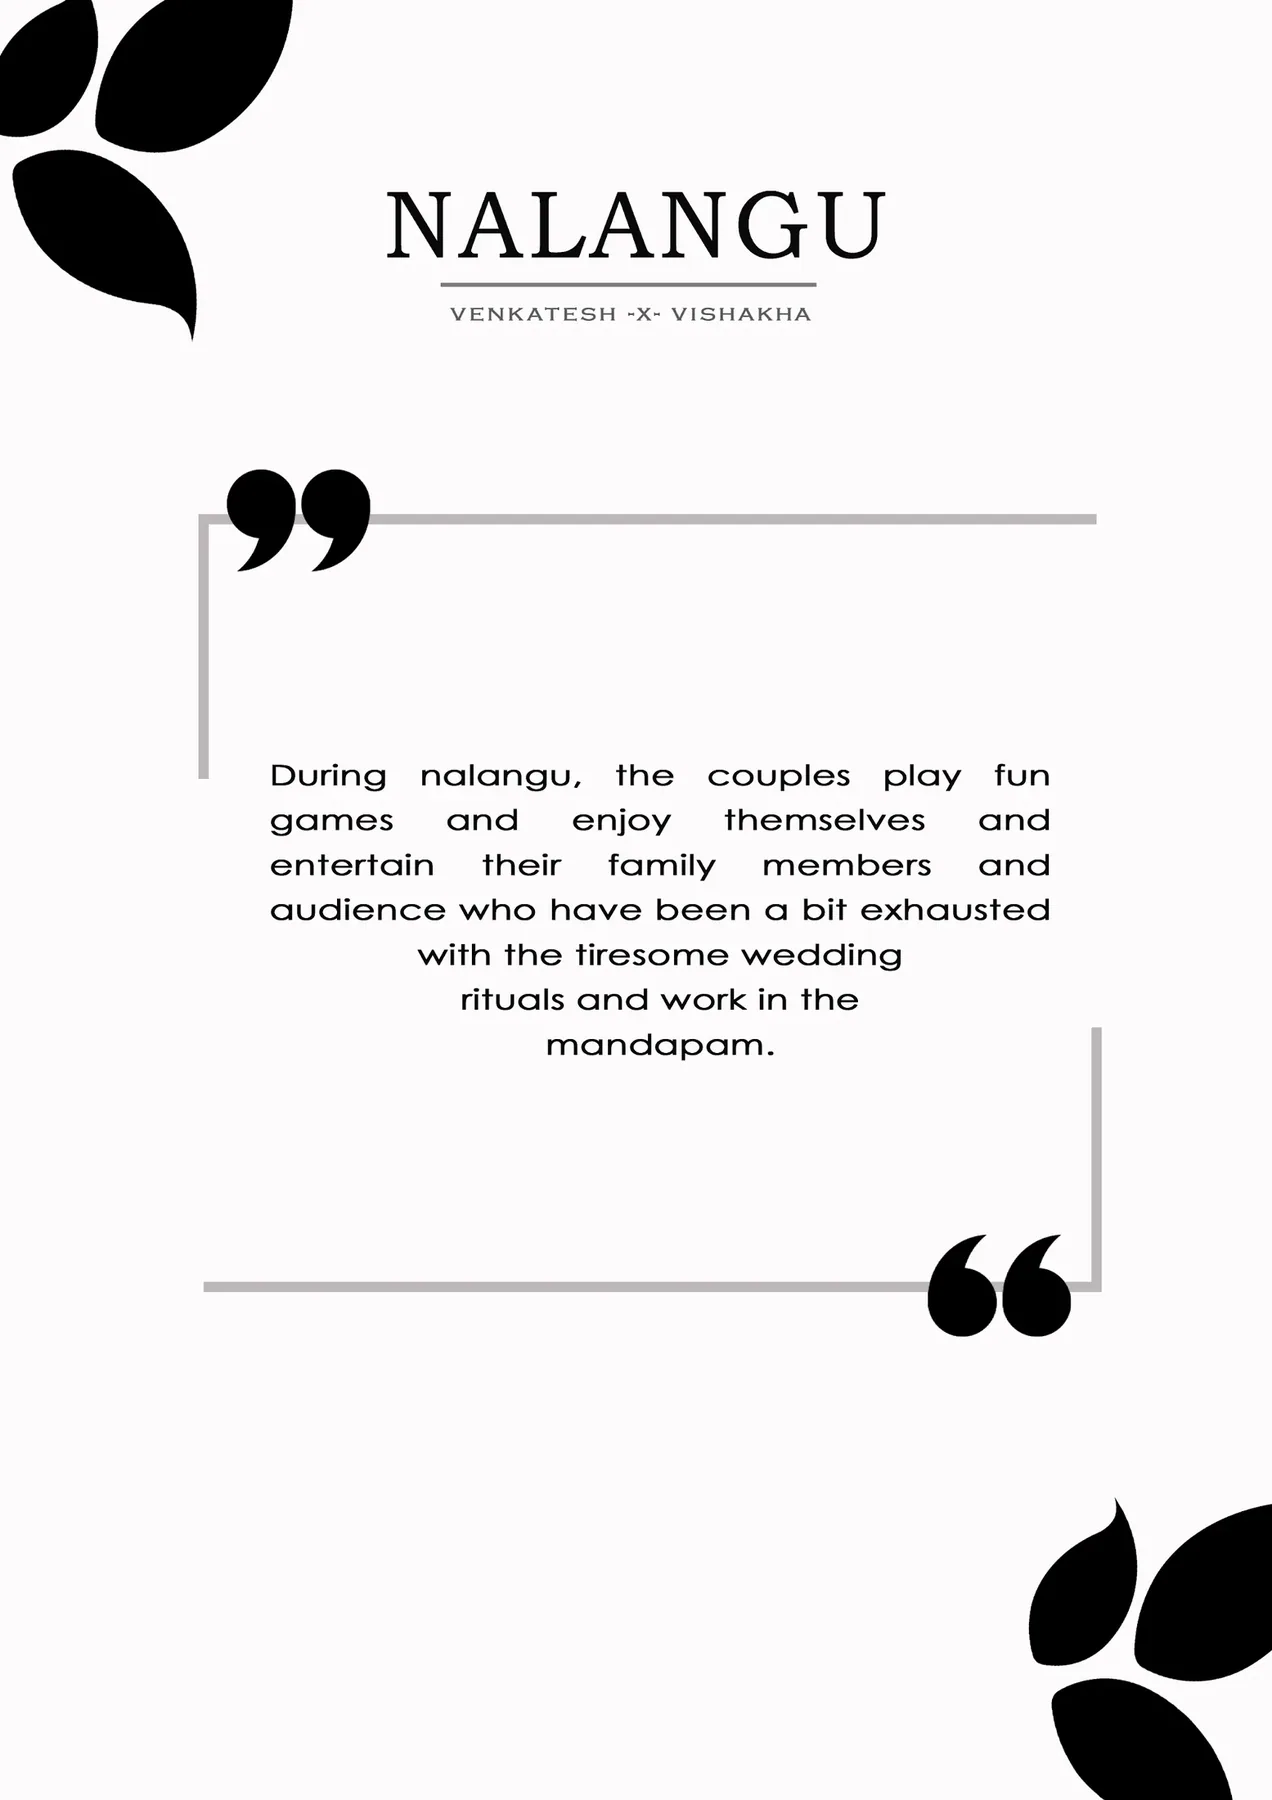 NALANGU
VENKATESH -X- VISHAKHA
During nalangu, the couples play fun
games and enjoy themselves and
entertain their family members and
audience who have been a bit exhausted
with the tiresome wedding
rituals and work in the
mandapam.